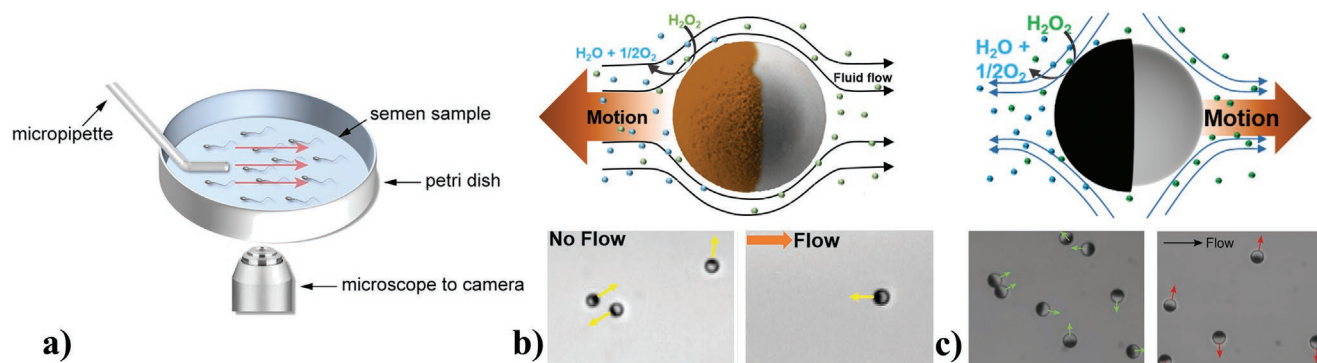 micropipette
semen sample
petri dish
microscope to camera
a)
b)
H₂O₂
H₂O + 1/2O₂
Fluid flow
Motion
No Flow
Flow
c)
H₂O₂
H₂O +
1/2O₂
Motion
Flow